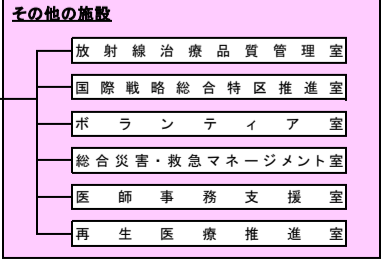 その他の施設
放射線治療品質管理室
国際戦略総合特区推進室
ボランティア室
総合災害・救急マネージメント室
医師事務支援室
再生医療推進室